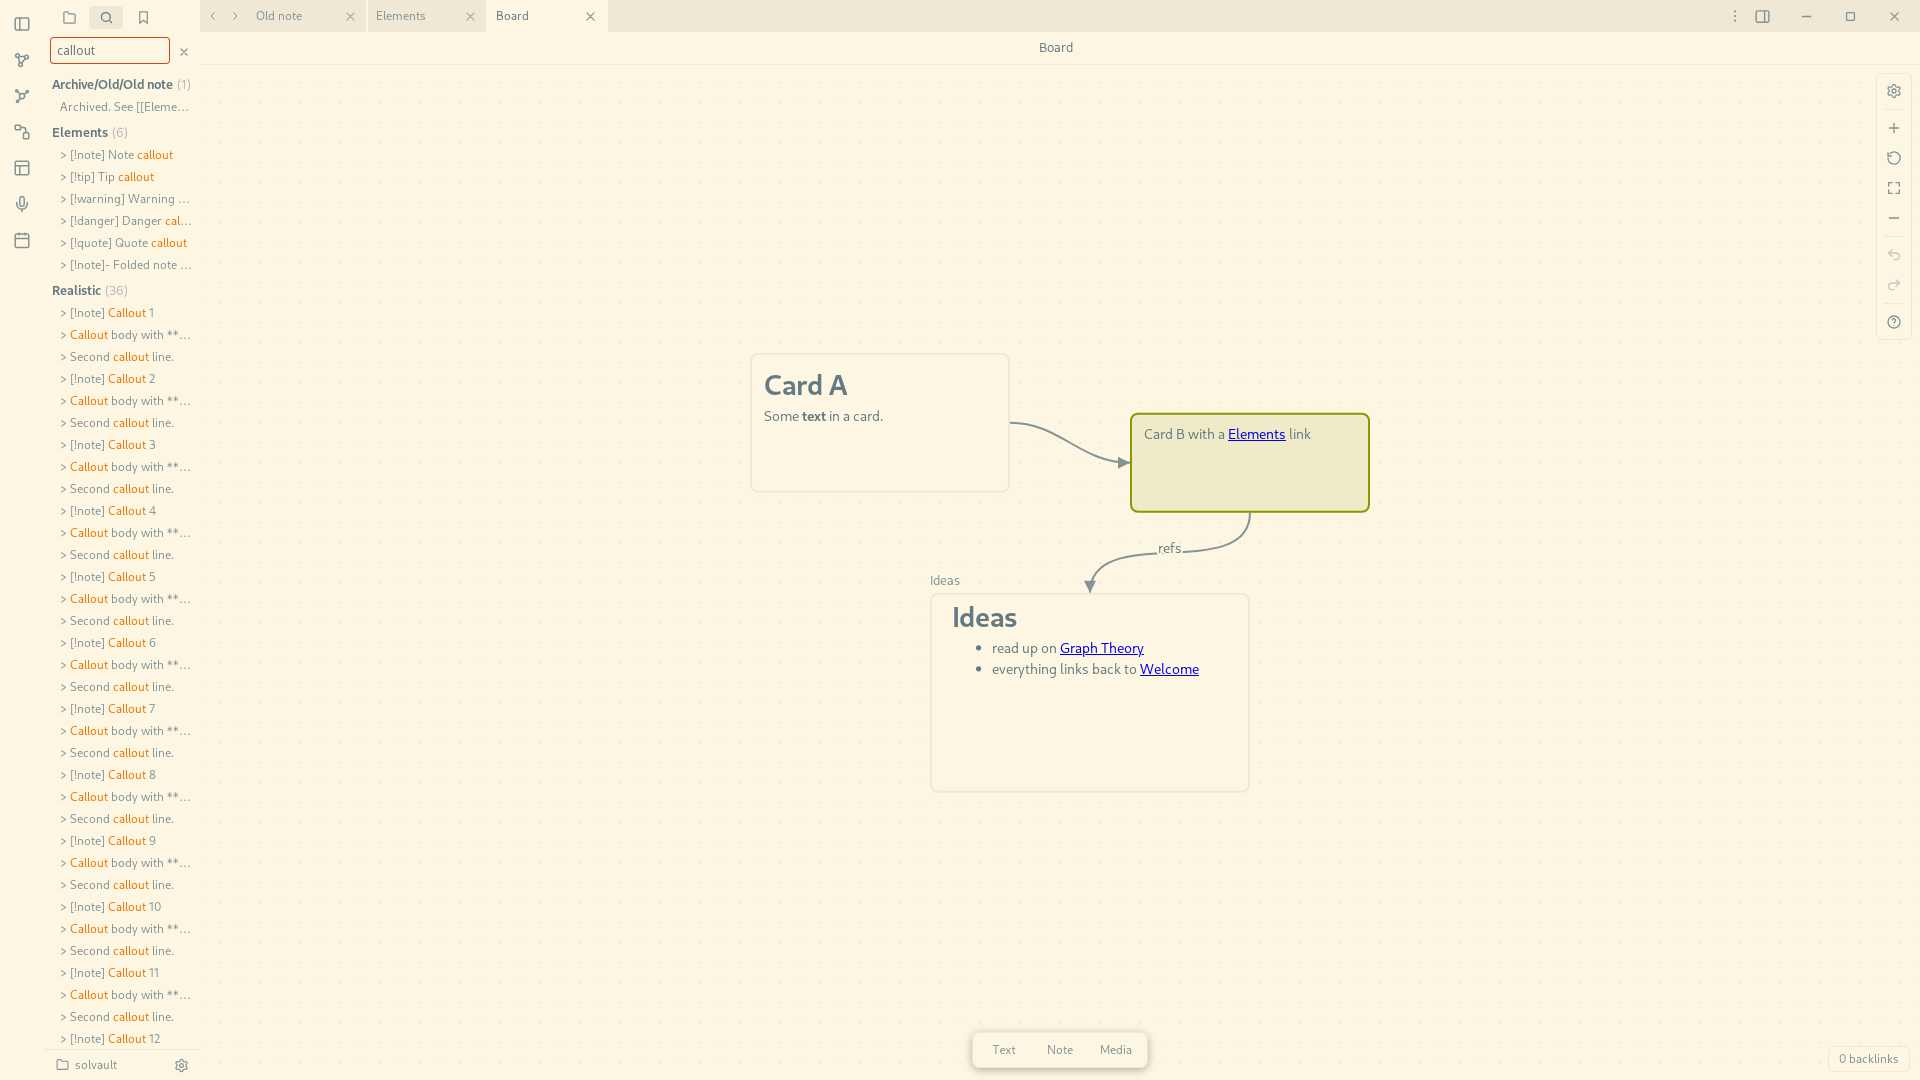 Old note
Elements
Board
callout
Board
Archive/Old/Old note (1)
Archived. See [[Eleme...
Elements (6)
> [!note] Note callout
> [!tip] Tip callout
> [!warning] Warning ...
> [!danger] Danger cal...
> [!quote] Quote callout
> [!note]- Folded note ...
Realistic (36)
> [!note] Callout 1
> Callout body with **...
> Second callout line.
> [!note] Callout 2
> Callout body with **...
> Second callout line.
> [!note] Callout 3
> Callout body with **...
> Second callout line.
> [!note] Callout 4
> Callout body with **...
> Second callout line.
> [!note] Callout 5
> Callout body with **...
> Second callout line.
> [!note] Callout 6
> Callout body with **...
> Second callout line.
> [!note] Callout 7
> Callout body with **...
> Second callout line.
> [!note] Callout 8
> Callout body with **...
> Second callout line.
> [!note] Callout 9
> Callout body with **...
> Second callout line.
> [!note] Callout 10
> Callout body with **...
> Second callout line.
> [!note] Callout 11
> Callout body with **...
> Second callout line.
> [!note] Callout 12
solvault
Card A
Some text in a card.
Card B with a Elements link
refs
Ideas
Ideas
• read up on Graph Theory
• everything links back to Welcome
Text Note Media
0 backlinks